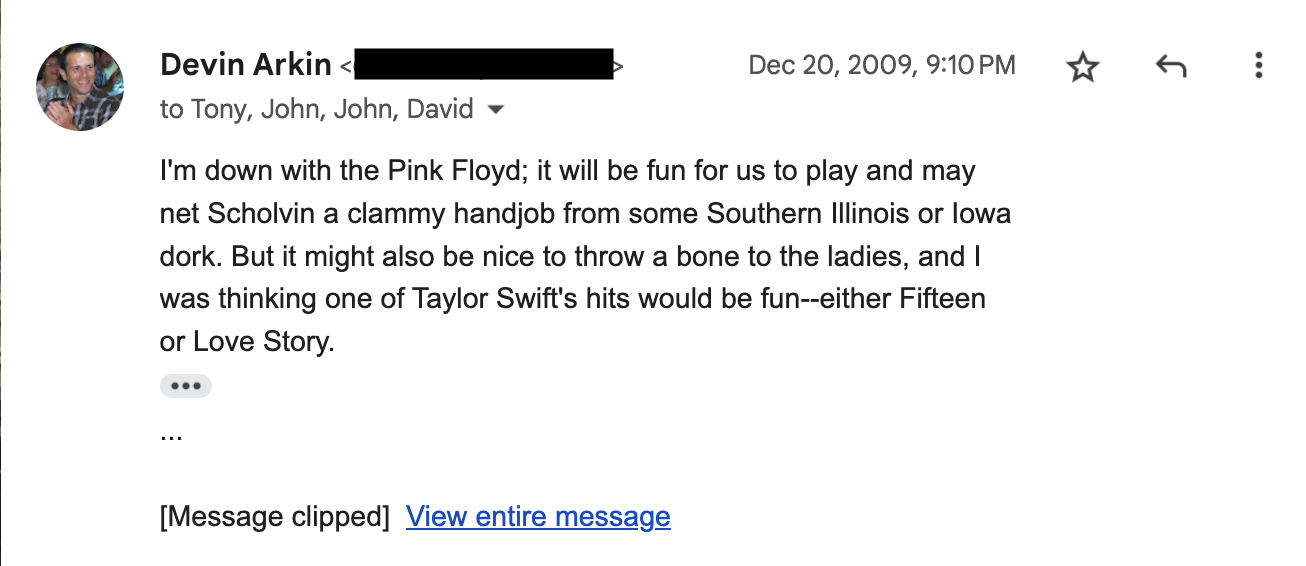 Devin Arkin < >
Dec 20, 2009, 9:10 PM
to Tony, John, John, David
I'm down with the Pink Floyd; it will be fun for us to play and may
net Scholvin a clammy handjob from some Southern Illinois or Iowa
dork. But it might also be nice to throw a bone to the ladies, and I
was thinking one of Taylor Swift's hits would be fun--either Fifteen
or Love Story.
...
[Message clipped] View entire message